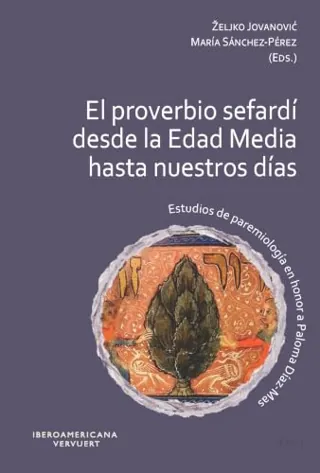 Željko Jovanović
María Sánchez-Pérez
(Eds.)
El proverbio sefardí
desde la Edad Media
hasta nuestros días
Estudios de paremiología en honor a Paloma Díaz-Mas
IBEROAMERICANA
VERVUERT